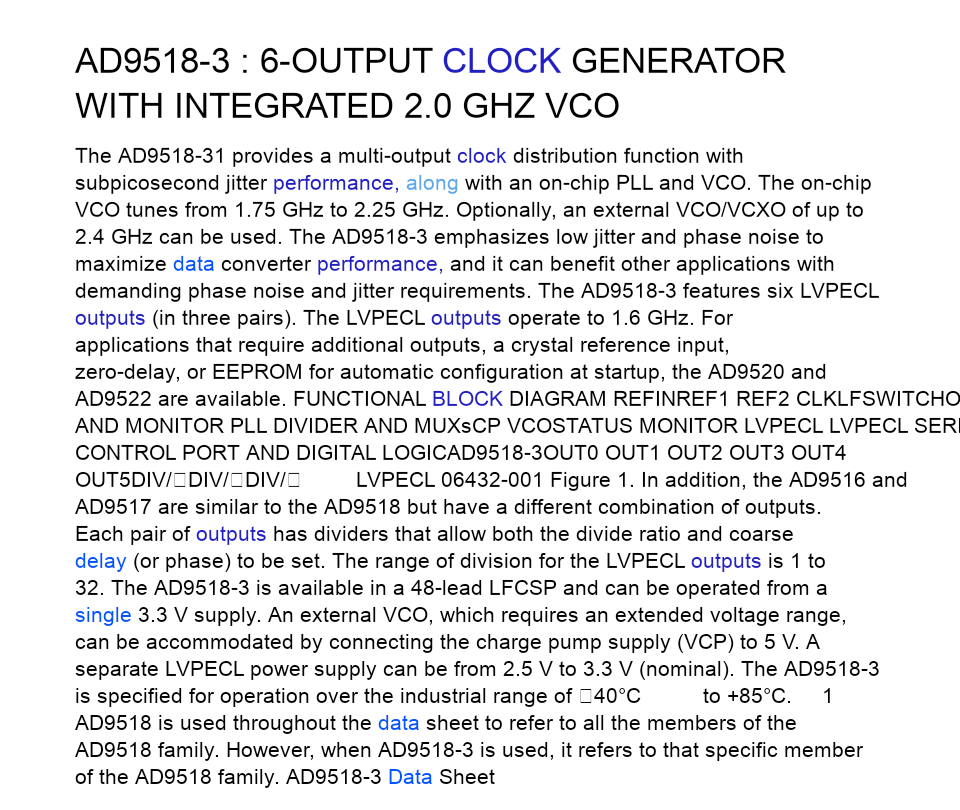 AD9518-3 : 6-OUTPUT CLOCK GENERATOR
WITH INTEGRATED 2.0 GHZ VCO
The AD9518-31 provides a multi-output clock distribution function with
subpicosecond jitter performance, along with an on-chip PLL and VCO. The on-chip
VCO tunes from 1.75 GHz to 2.25 GHz. Optionally, an external VCO/VCXO of up to
2.4 GHz can be used. The AD9518-3 emphasizes low jitter and phase noise to
maximize data converter performance, and it can benefit other applications with
demanding phase noise and jitter requirements. The AD9518-3 features six LVPECL
outputs (in three pairs). The LVPECL outputs operate to 1.6 GHz. For
applications that require additional outputs, a crystal reference input,
zero-delay, or EEPROM for automatic configuration at startup, the AD9520 and
AD9522 are available. FUNCTIONAL BLOCK DIAGRAM REFINREF1 REF2 CLKLFSWITCHO
AND MONITOR PLL DIVIDER AND MUXsCP VCOSTATUS MONITOR LVPECL LVPECL SERI
CONTROL PORT AND DIGITAL LOGICAD9518-3OUT0 OUT1 OUT2 OUT3 OUT4
OUT5DIV/□DIV/□DIV/□ LVPECL 06432-001 Figure 1. In addition, the AD9516 and
AD9517 are similar to the AD9518 but have a different combination of outputs.
Each pair of outputs has dividers that allow both the divide ratio and coarse
delay (or phase) to be set. The range of division for the LVPECL outputs is 1 to
32. The AD9518-3 is available in a 48-lead LFCSP and can be operated from a
single 3.3 V supply. An external VCO, which requires an extended voltage range,
can be accommodated by connecting the charge pump supply (VCP) to 5 V. A
separate LVPECL power supply can be from 2.5 V to 3.3 V (nominal). The AD9518-3
is specified for operation over the industrial range of □40°C to +85°C. 1
AD9518 is used throughout the data sheet to refer to all the members of the
AD9518 family. However, when AD9518-3 is used, it refers to that specific member
of the AD9518 family. AD9518-3 Data Sheet